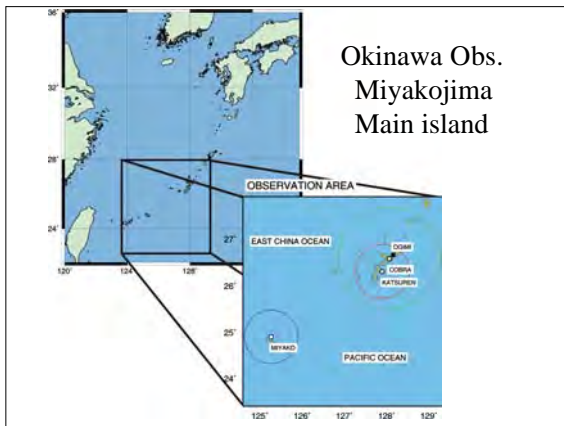 Okinawa Obs.
Miyakojima
Main island
36˚
32˚
28˚
24˚
120˚
124˚
128˚
OBSERVATION AREA
27˚
26˚
25˚
24˚
EAST CHINA OCEAN
OGIMI
COBRA
KATSUREN
MIYAKO
PACIFIC OCEAN
125˚
126˚
127˚
128˚
129˚